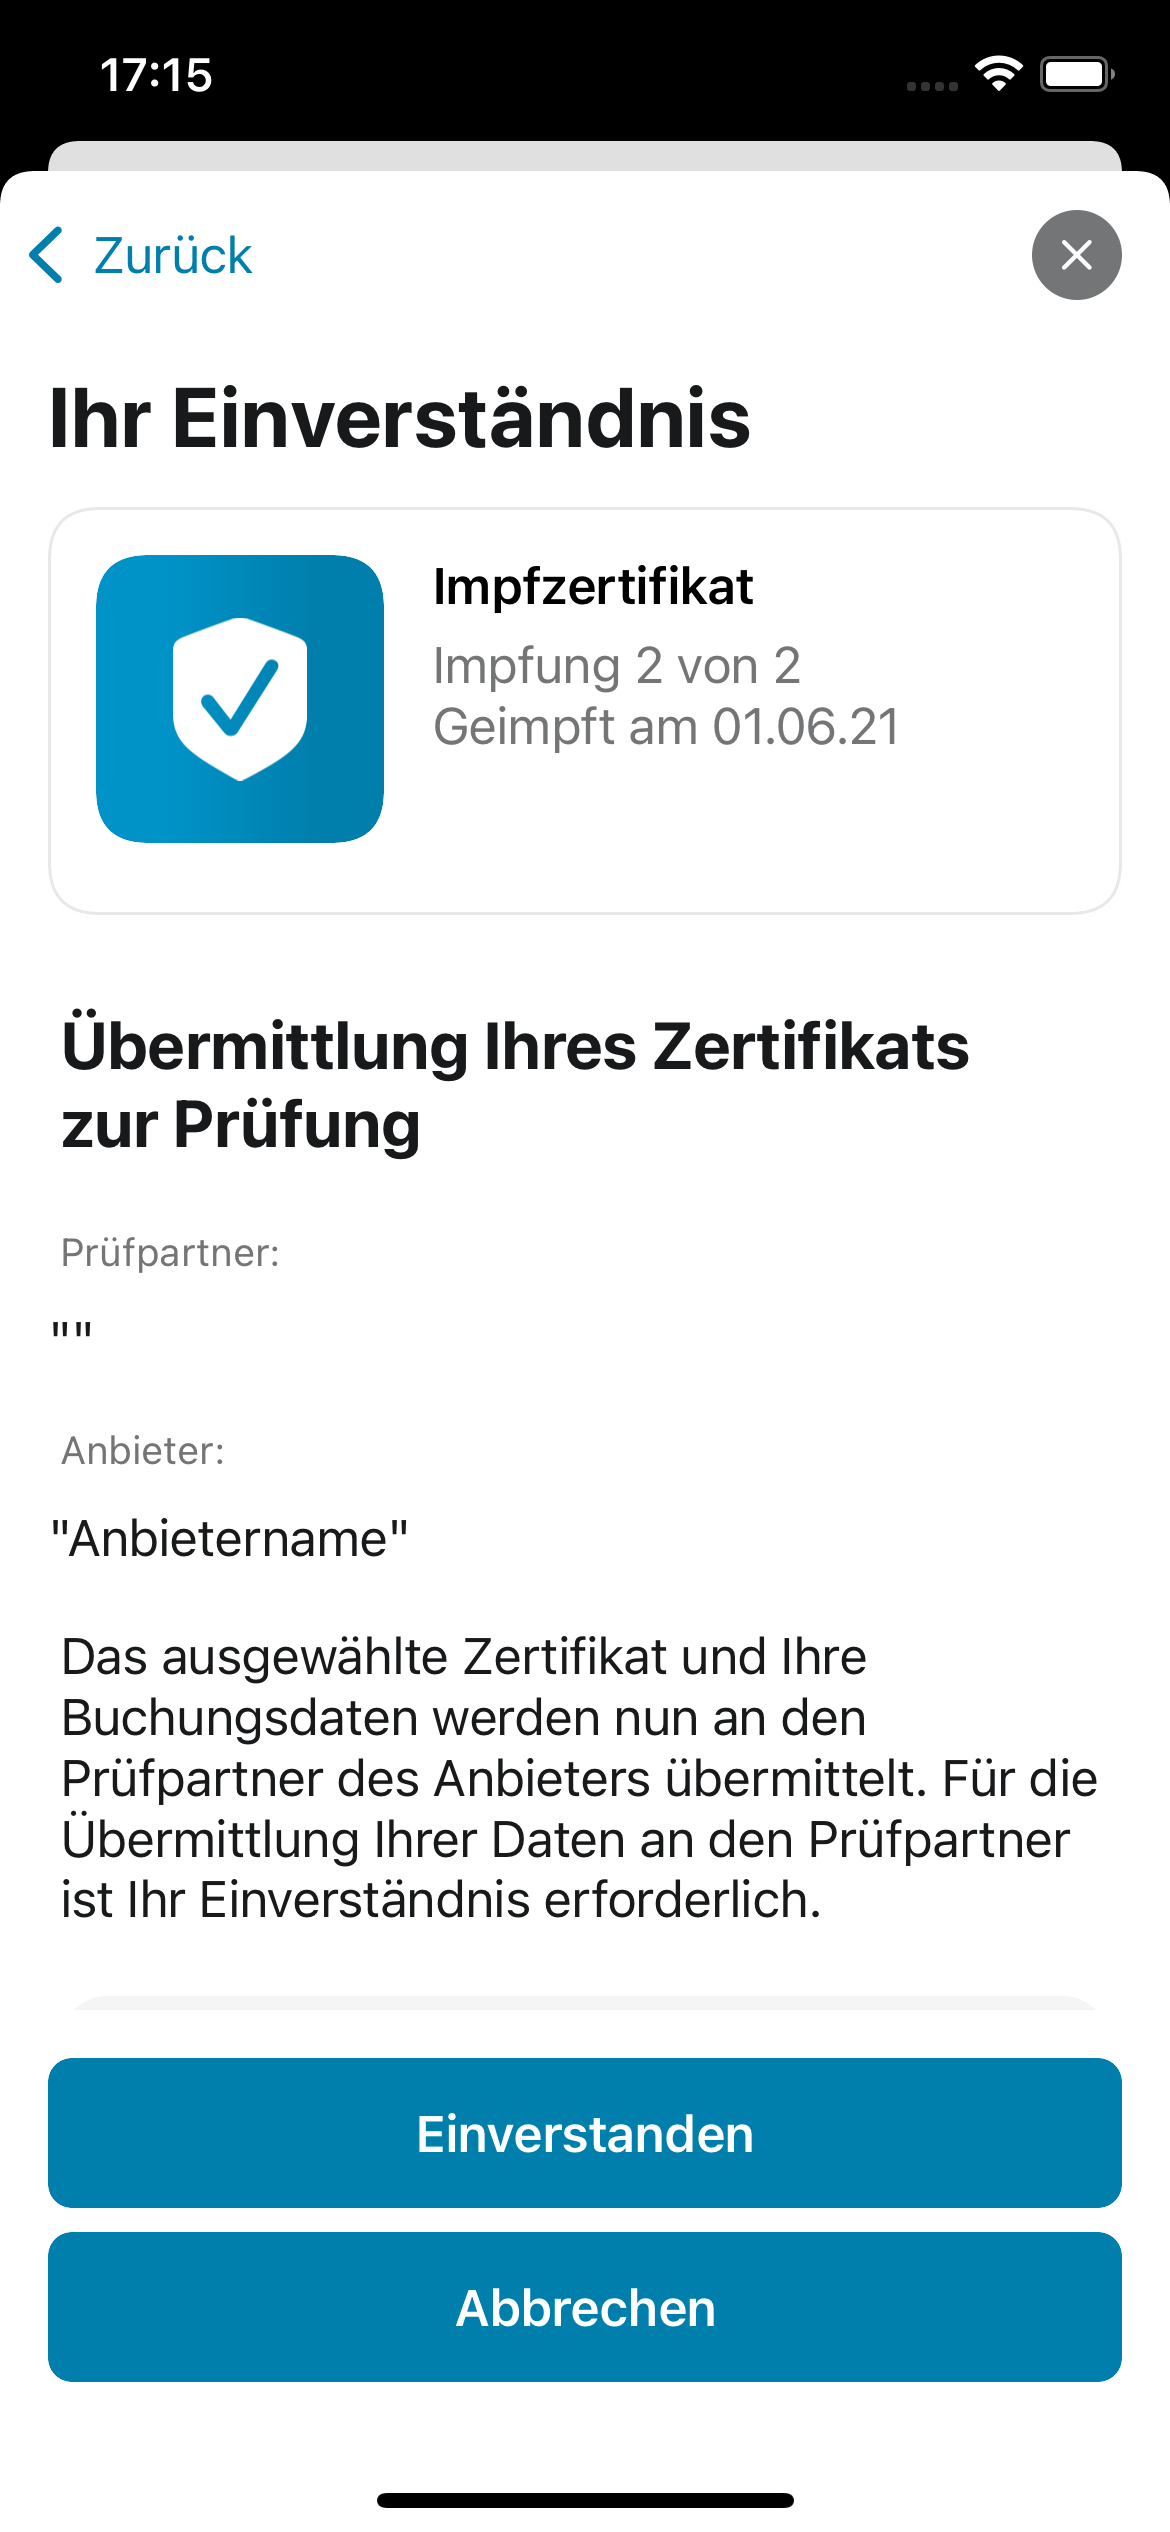 17:15
Zurück
Ihr Einverständnis
Impfzertifikat
Impfung 2 von 2
Geimpft am 01.06.21
Übermittlung Ihres Zertifikats
zur Prüfung
Prüfpartner:
""
Anbieter:
"Anbietername"
Das ausgewählte Zertifikat und Ihre
Buchungsdaten werden nun an den
Prüfpartner des Anbieters übermittelt. Für die
Übermittlung Ihrer Daten an den Prüfpartner
ist Ihr Einverständnis erforderlich.
Einverstanden
Abbrechen